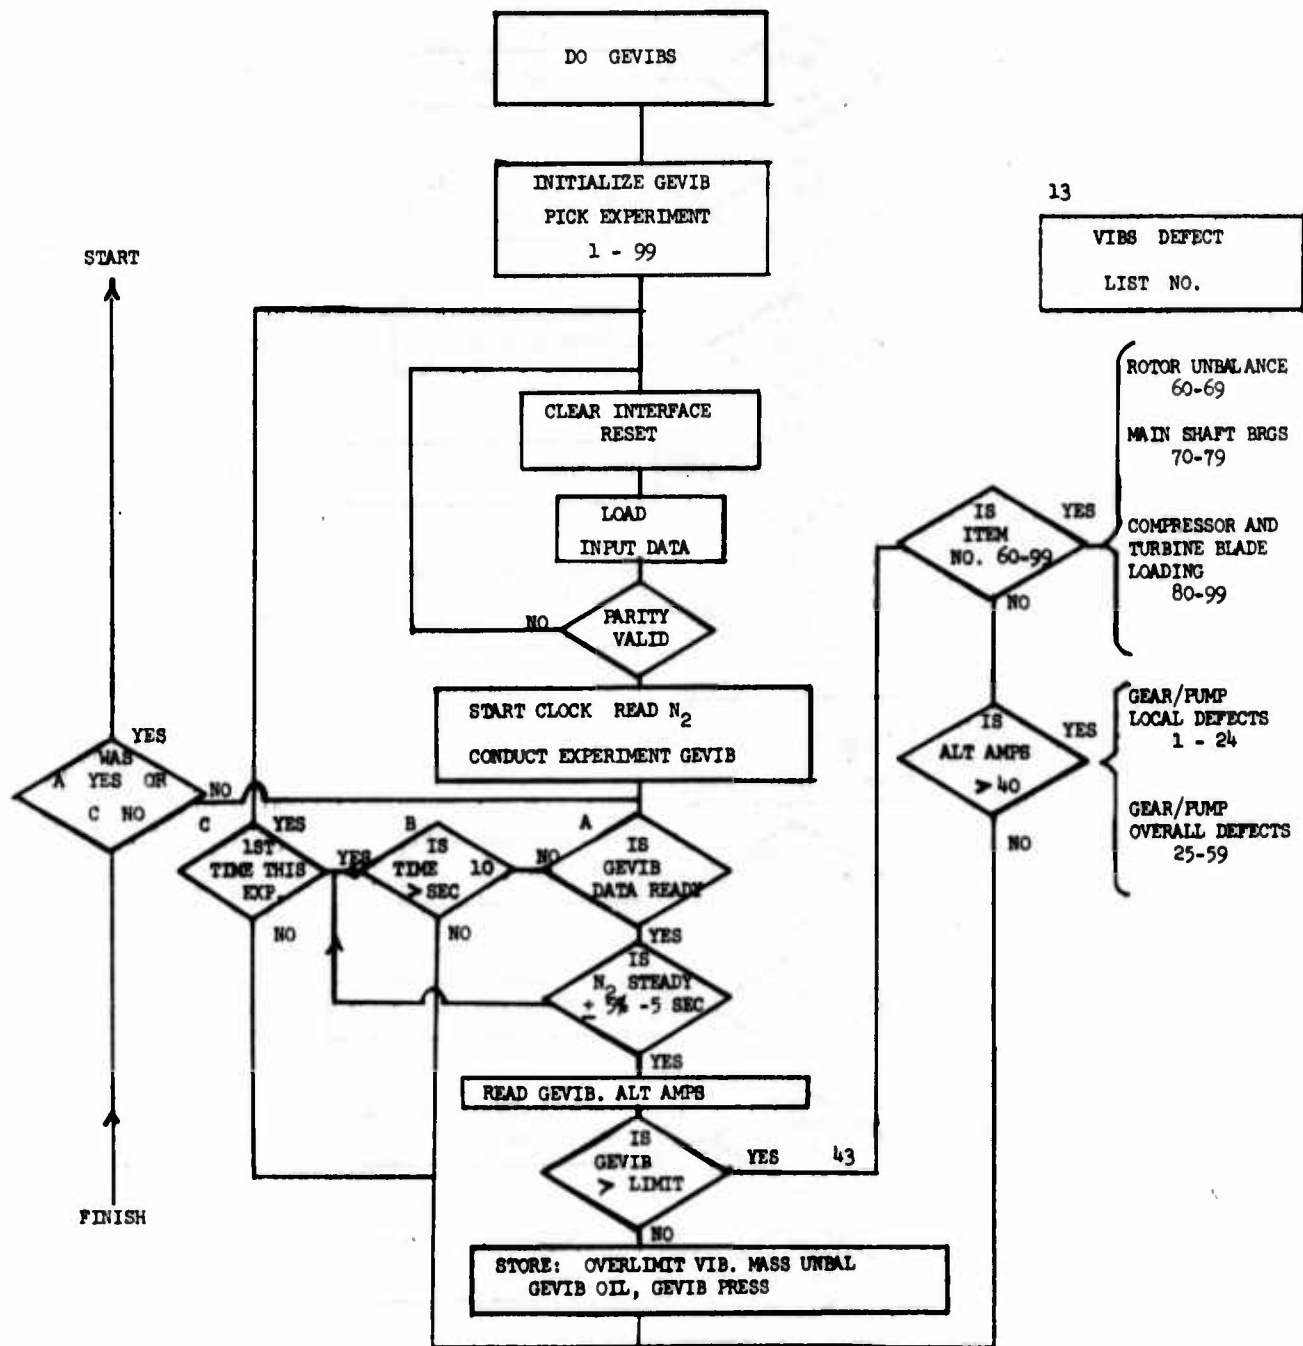 DO GEVIBS
INITIALIZE GEVIB
PICK EXPERIMENT
1 - 99
13
VIBS DEFECT
LIST NO.
START
CLEAR INTERFACE
RESET
LOAD
INPUT DATA
NO
PARITY
VALID
START CLOCK READ N2
CONDUCT EXPERIMENT GEVIB
YES
WAS
A YES OR
C NO
NO
C
YES
1ST
TIME THIS
EXP.
NO
YES
B
IS
TIME 10
> SEC
NO
NO
A
IS
GEVIB
DATA READY
YES
IS
N2 STEADY
± 5% -5 SEC
YES
READ GEVIB. ALT AMPS
IS
GEVIB
> LIMIT
YES 43
NO
STORE: OVERLIMIT VIB. MASS UNBAL
GEVIB OIL, GEVIB PRESS
FINISH
IS
ITEM
NO. 60-99
YES
NO
ROTOR UNBALANCE
60-69
MAIN SHAFT BRGS
70-79
COMPRESSOR AND
TURBINE BLADE
LOADING
80-99
IS
ALT AMPS
> 40
YES
NO
GEAR/PUMP
LOCAL DEFECTS
1 - 24
GEAR/PUMP
OVERALL DEFECTS
25-59